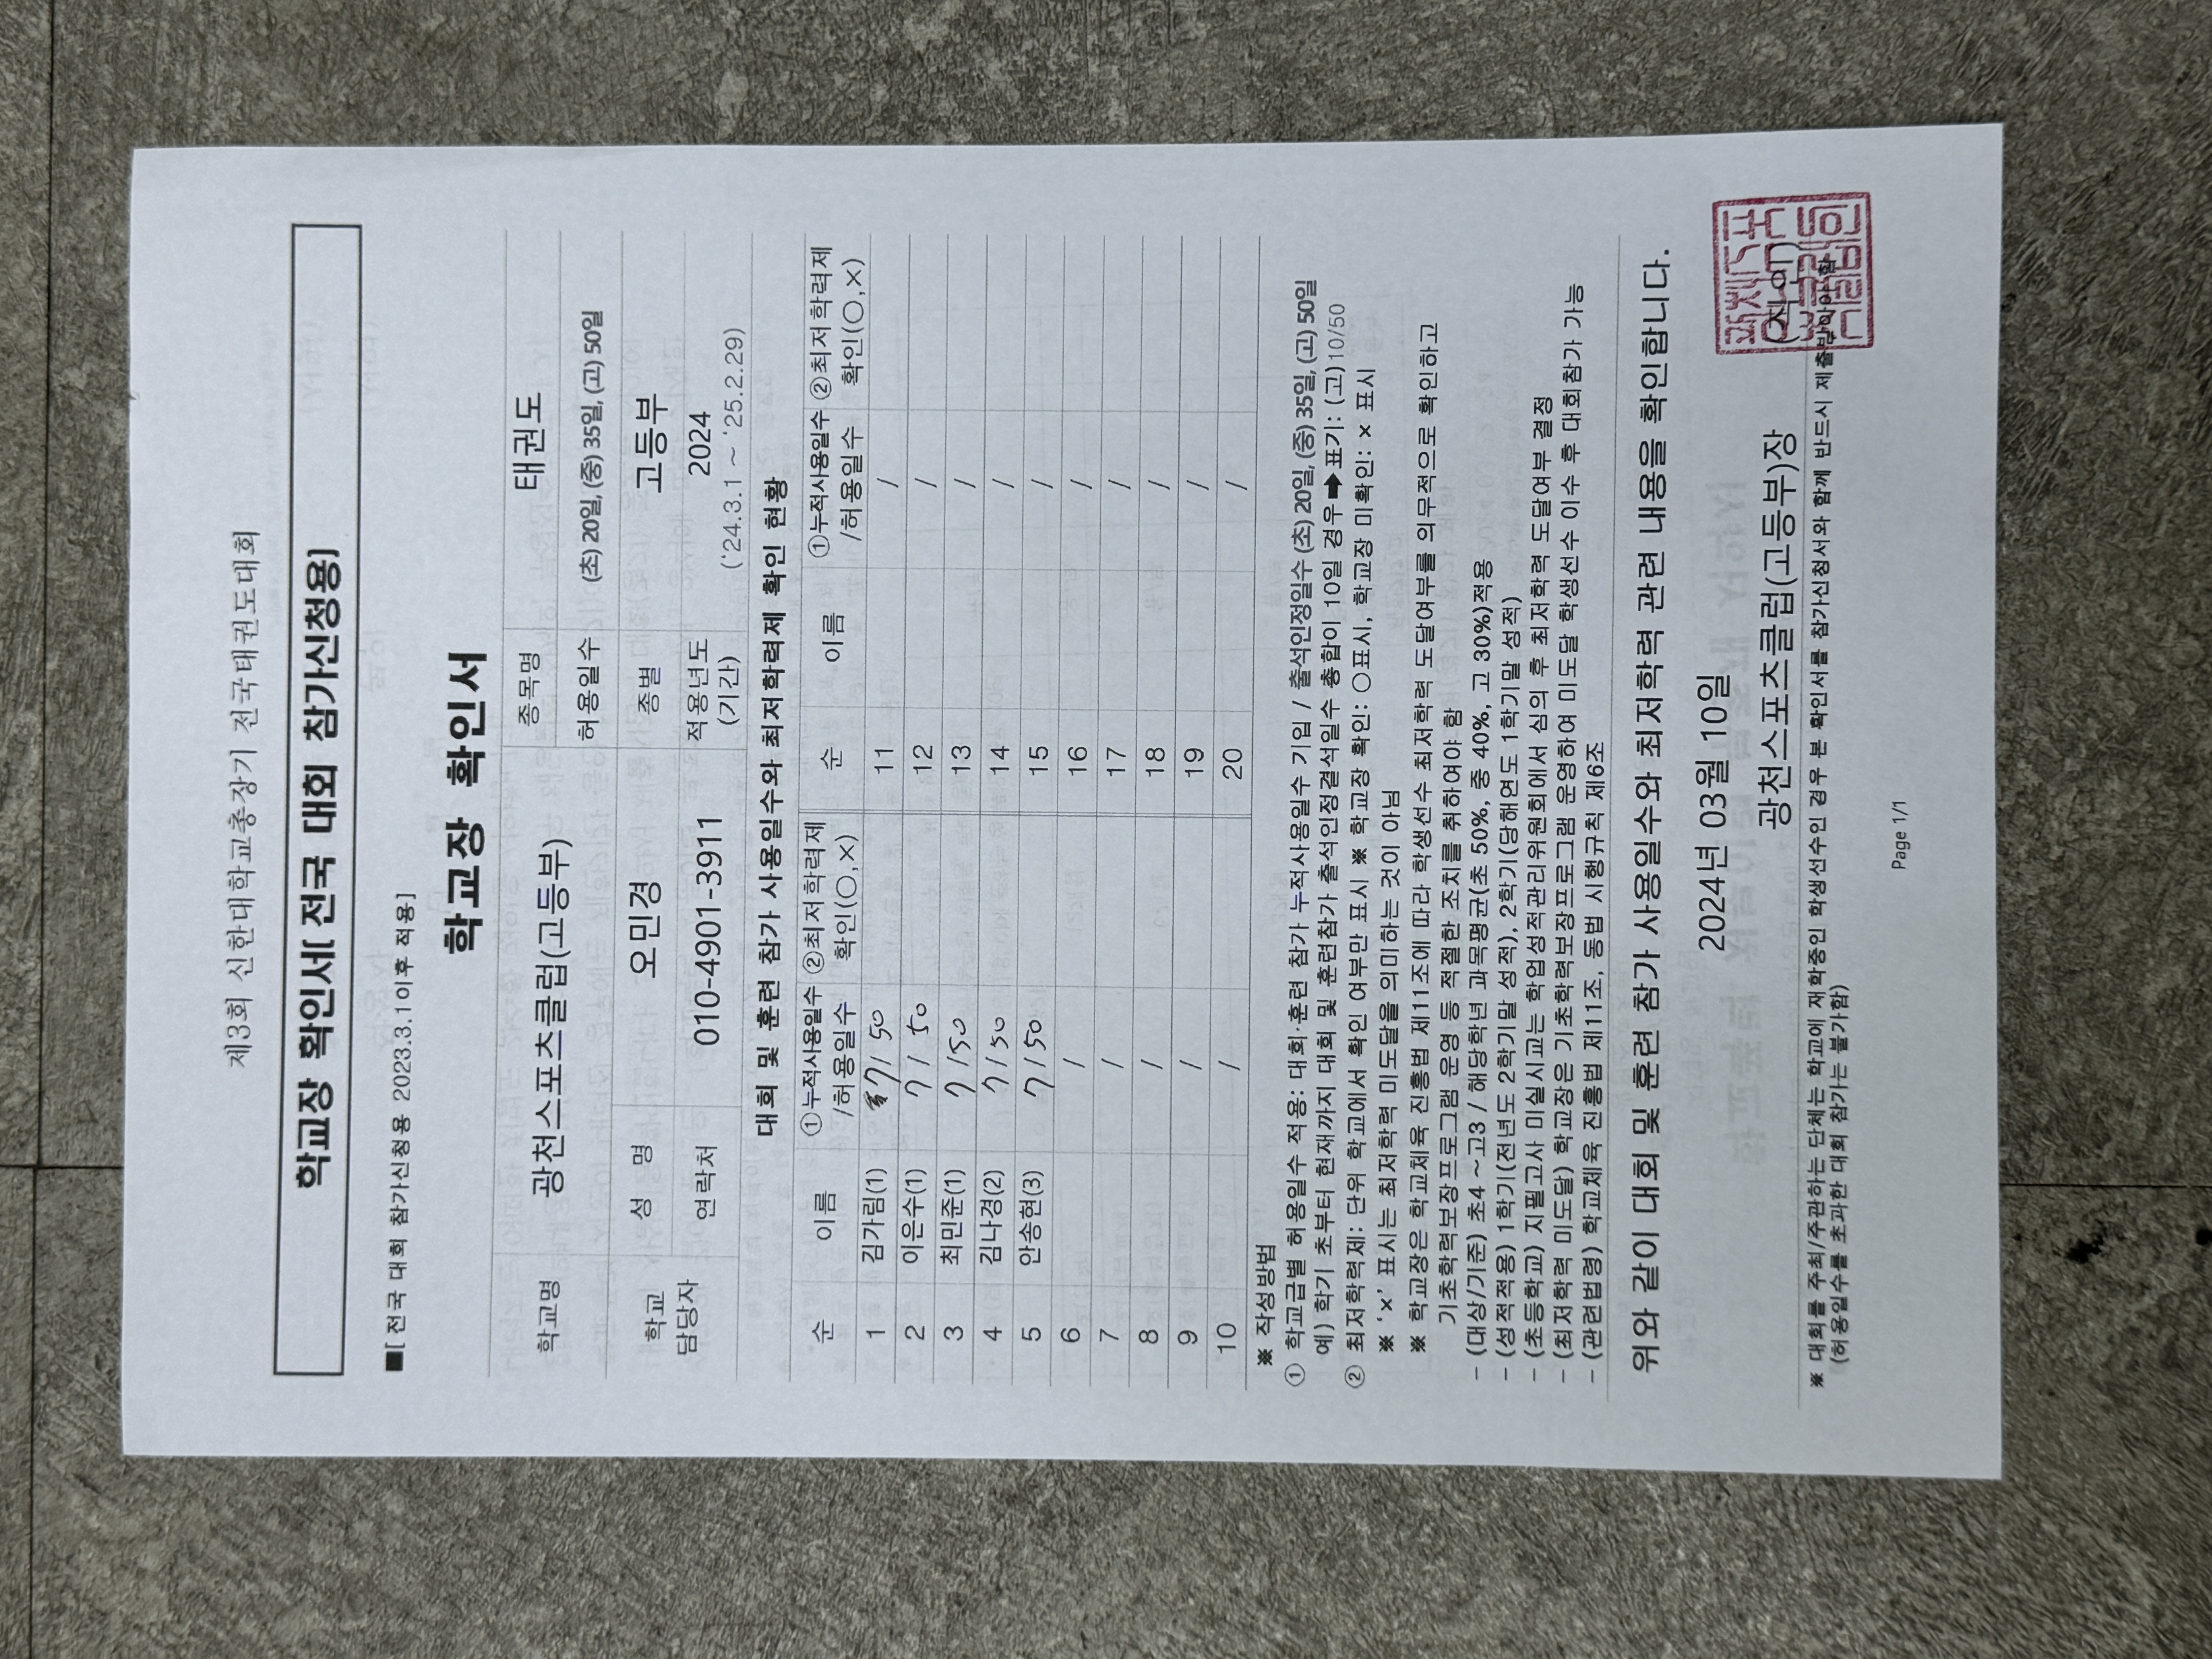 제3회 신한대학교총장기 전국태권도대회
학교장 확인서[전국 대회 참가신청용]
■[전국 대회 참가신청용 2023.3.1이후 적용]
학교장 확인서
학교명 광천스포츠클럽(고등부) 종목명 태권도
허용일수 (초) 20일, (중) 35일, (고) 50일
학교 담당자 성 명 오민경 종별 고등부
연락처 010-4901-3911 적용년도 (기간) 2024 ('24.3.1 ~ '25.2.29)
대회 및 훈련 참가 사용일수와 최저학력제 확인 현황
순 이름 ①누적사용일수 /허용일수 ②최저학력제 확인(○,×) 순 이름 ①누적사용일수 /허용일수 ②최저학력제 확인(○,×)
1 김가림(1) 7/50 11 /
2 이은수(1) 7/50 12 /
3 최민준(1) 7/50 13 /
4 김나경(2) 7/50 14 /
5 안송현(3) 7/50 15 /
6 / 16 /
7 / 17 /
8 / 18 /
9 / 19 /
10 / 20 /
※ 작성방법
① 학교급별 허용일수 적용: 대회·훈련 참가 누적사용일수 기입 / 출석인정일수 (초) 20일, (중) 35일, (고) 50일
예) 학기 초부터 현재까지 대회 및 훈련참가 출석인정결석일수 총합이 10일 경우 ➡ 표기: (고) 10/50
② 최저학력제: 단위 학교에서 확인 여부만 표시 ※ 학교장 확인: ○표시, 학교장 미확인: × 표시
※ '×' 표시는 최저학력 미도달을 의미하는 것이 아님
※ 학교장은 학교체육 진흥법 제11조에 따라 학생선수 최저학력 도달여부를 의무적으로 확인하고
기초학력보장프로그램 운영 등 적절한 조치를 취하여야 함
- (대상/기준) 초4 ~ 고3 / 해당학년 과목평균(초 50%, 중 40%, 고 30%)적용
- (성적적용) 1학기(전년도 2학기말 성적), 2학기(당해연도 1학기말 성적)
- (초등학교) 지필고사 미실시교는 학업성적관리위원회에서 심의 후 최저학력 도달여부 결정
- (최저학력 미도달) 학교장은 기초학력보장프로그램 운영하여 미도달 학생선수 이수 후 대회참가 가능
- (관련법령) 학교체육 진흥법 제11조, 동법 시행규칙 제6조
위와 같이 대회 및 훈련 참가 사용일수와 최저학력 관련 내용을 확인합니다.
2024년 03월 10일
광천스포츠클럽(고등부)장 (직인)
※ 대회를 주최/주관하는 단체는 학교에 재학중인 학생선수인 경우 본 확인서를 참가신청서와 함께 반드시 제출받아야 함
(허용일수를 초과한 대회 참가는 불가함)
Page 1/1